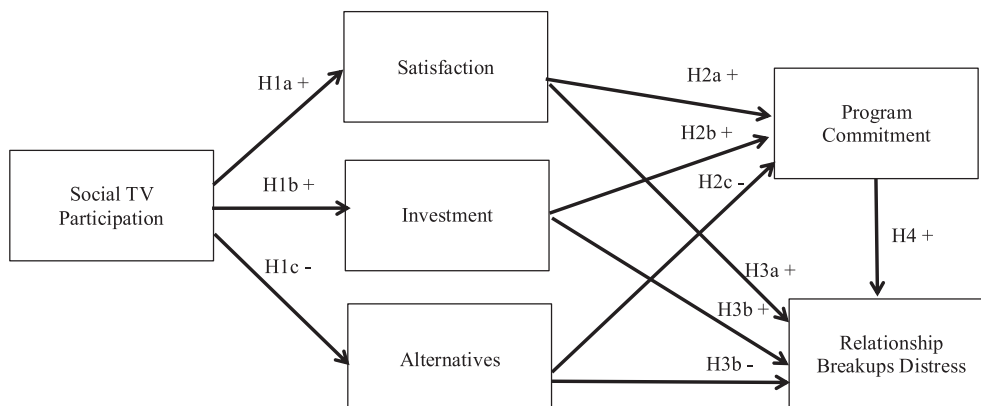 Social TV
Participation
H1a +
H1b +
H1c -
Satisfaction
Investment
Alternatives
H2a +
H2b +
H2c -
H3a +
H3b +
H3b -
Program
Commitment
H4 +
Relationship
Breakups Distress